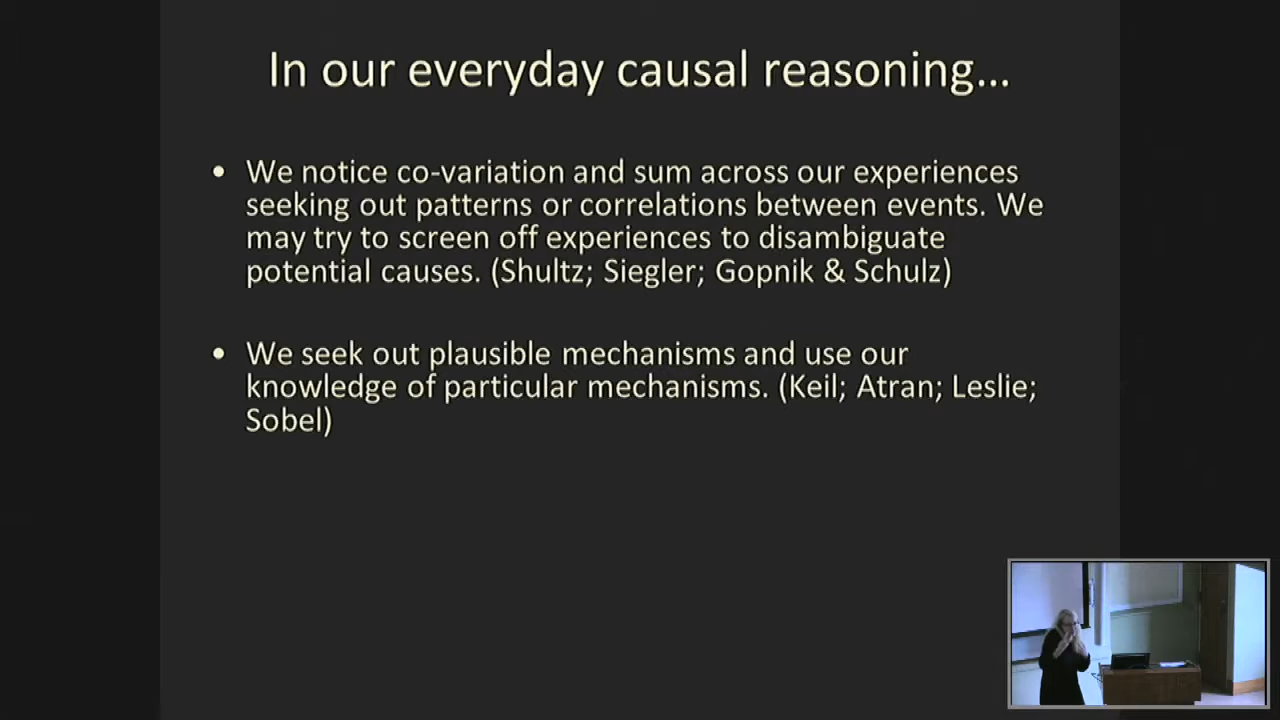 In our everyday causal reasoning...
• We notice co-variation and sum across our experiences
seeking out patterns or correlations between events. We
may try to screen off experiences to disambiguate
potential causes. (Shultz; Siegler; Gopnik & Schulz)
• We seek out plausible mechanisms and use our
knowledge of particular mechanisms. (Keil; Atran; Leslie;
Sobel)